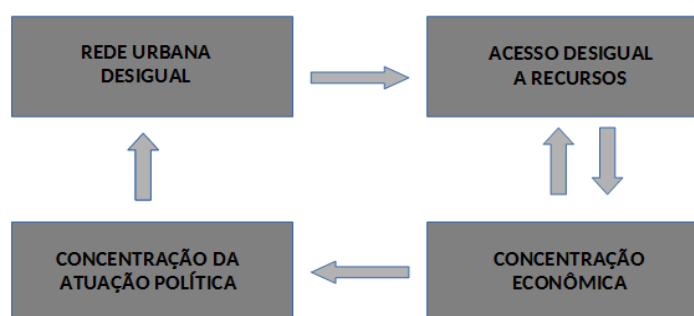 REDE URBANA
DESIGUAL
ACESSO DESIGUAL
A RECURSOS
CONCENTRAÇÃO DA
ATUAÇÃO POLÍTICA
CONCENTRAÇÃO
ECONÔMICA